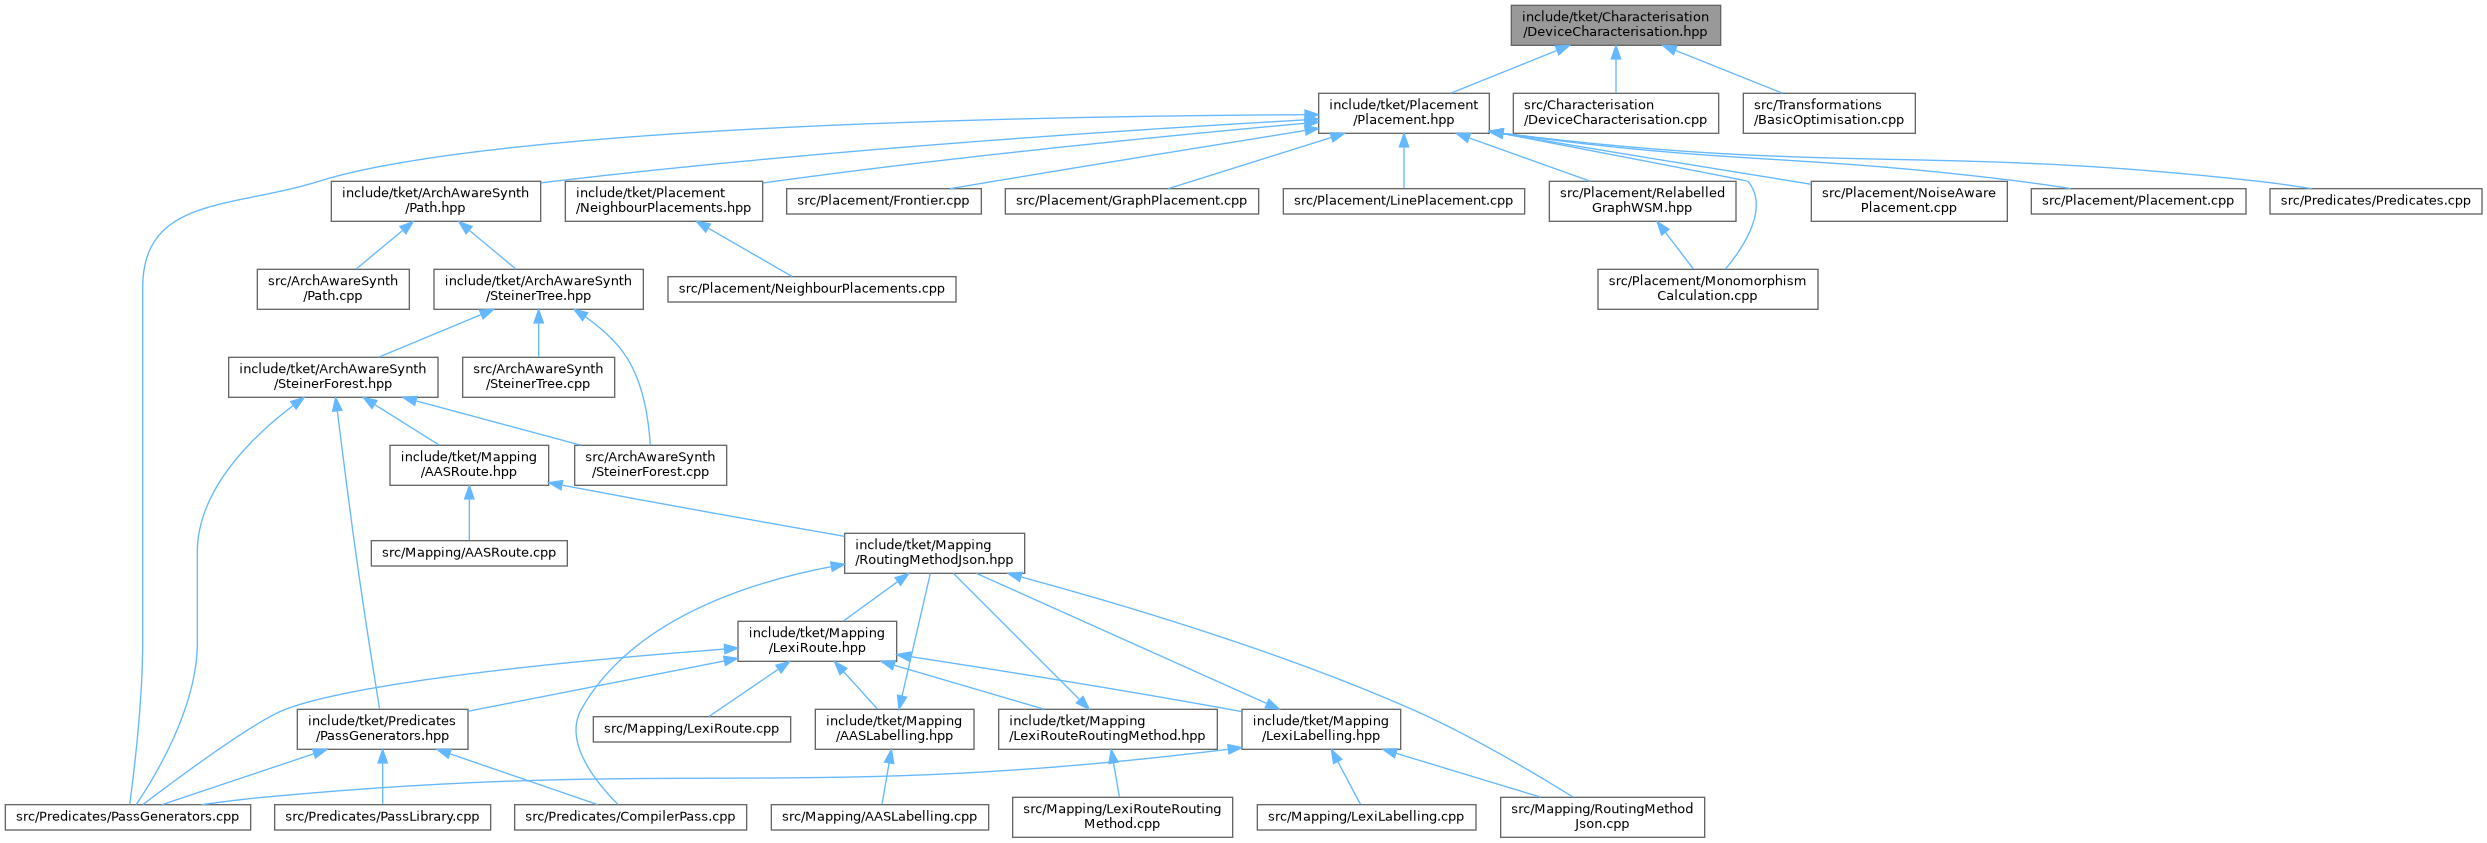 include/tket/Characterisation
/DeviceCharacterisation.hpp
include/tket/Placement
/Placement.hpp
src/Characterisation
/DeviceCharacterisation.cpp
src/Transformations
/BasicOptimisation.cpp
include/tket/ArchAwareSynth
/Path.hpp
include/tket/Placement
/NeighbourPlacements.hpp
src/Placement/Frontier.cpp
src/Placement/GraphPlacement.cpp
src/Placement/LinePlacement.cpp
src/Placement/Relabelled
GraphWSM.hpp
src/Placement/NoiseAware
Placement.cpp
src/Placement/Placement.cpp
src/Predicates/Predicates.cpp
src/ArchAwareSynth
/Path.cpp
include/tket/ArchAwareSynth
/SteinerTree.hpp
src/Placement/NeighbourPlacements.cpp
src/Placement/Monomorphism
Calculation.cpp
include/tket/ArchAwareSynth
/SteinerForest.hpp
src/ArchAwareSynth
/SteinerTree.cpp
include/tket/Mapping
/AASRoute.hpp
src/ArchAwareSynth
/SteinerForest.cpp
src/Mapping/AASRoute.cpp
include/tket/Mapping
/RoutingMethodJson.hpp
include/tket/Mapping
/LexiRoute.hpp
include/tket/Predicates
/PassGenerators.hpp
src/Mapping/LexiRoute.cpp
include/tket/Mapping
/AASLabelling.hpp
include/tket/Mapping
/LexiRouteRoutingMethod.hpp
include/tket/Mapping
/LexiLabelling.hpp
src/Predicates/PassGenerators.cpp
src/Predicates/PassLibrary.cpp
src/Predicates/CompilerPass.cpp
src/Mapping/AASLabelling.cpp
src/Mapping/LexiRouteRouting
Method.cpp
src/Mapping/LexiLabelling.cpp
src/Mapping/RoutingMethod
Json.cpp